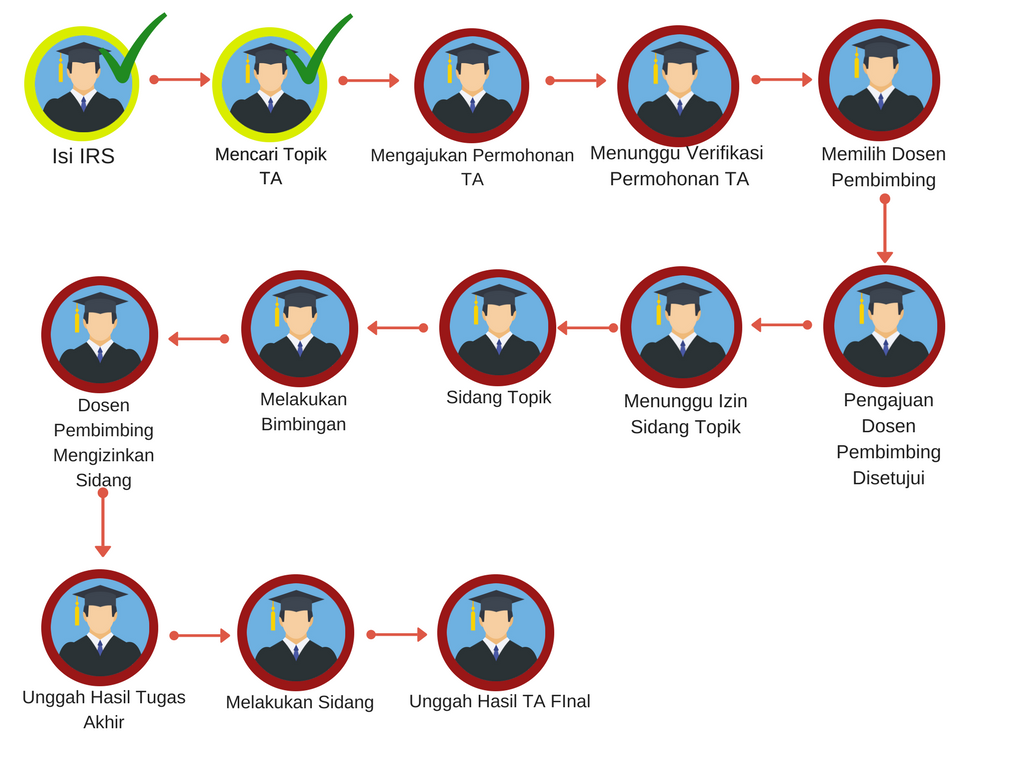 Isi IRS
Mencari Topik
TA
Mengajukan Permohonan
TA
Menunggu Verifikasi
Permohonan TA
Memilih Dosen
Pembimbing
Pengajuan
Dosen
Pembimbing
Disetujui
Menunggu Izin
Sidang Topik
Sidang Topik
Melakukan
Bimbingan
Dosen
Pembimbing
Mengizinkan
Sidang
Unggah Hasil Tugas
Akhir
Melakukan Sidang
Unggah Hasil TA FInal